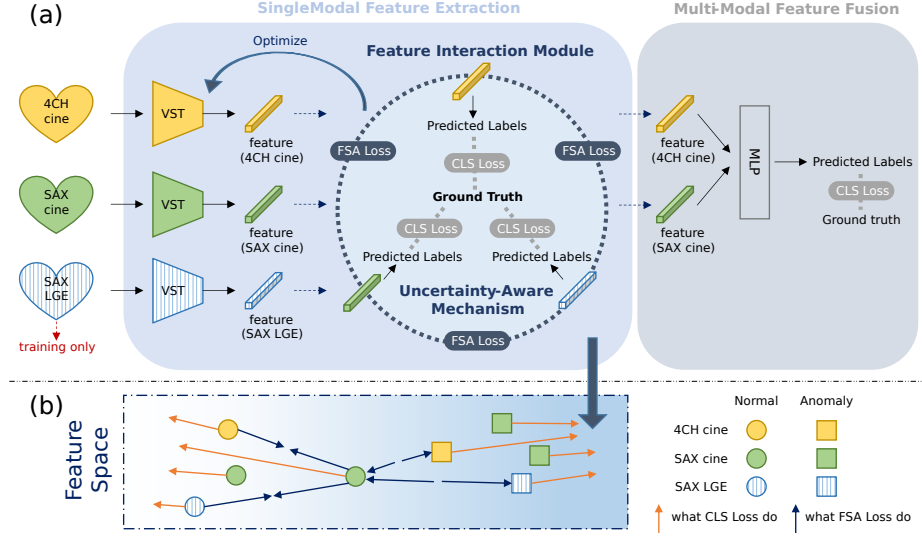 (a)
SingleModal Feature Extraction
Multi-Modal Feature Fusion
Optimize
Feature Interaction Module
4CH
cine
VST
feature
(4CH cine)
SAX
cine
VST
feature
(SAX cine)
SAX
LGE
VST
feature
(SAX LGE)
training only
FSA Loss
FSA Loss
Predicted Labels
CLS Loss
Ground Truth
CLS Loss
CLS Loss
Predicted Labels
Predicted Labels
Uncertainty-Aware
Mechanism
FSA Loss
feature
(4CH cine)
feature
(SAX cine)
MLP
Predicted Labels
CLS Loss
Ground truth
(b)
Feature
Space
Normal
Anomaly
4CH cine
SAX cine
SAX LGE
what CLS Loss do
what FSA Loss do